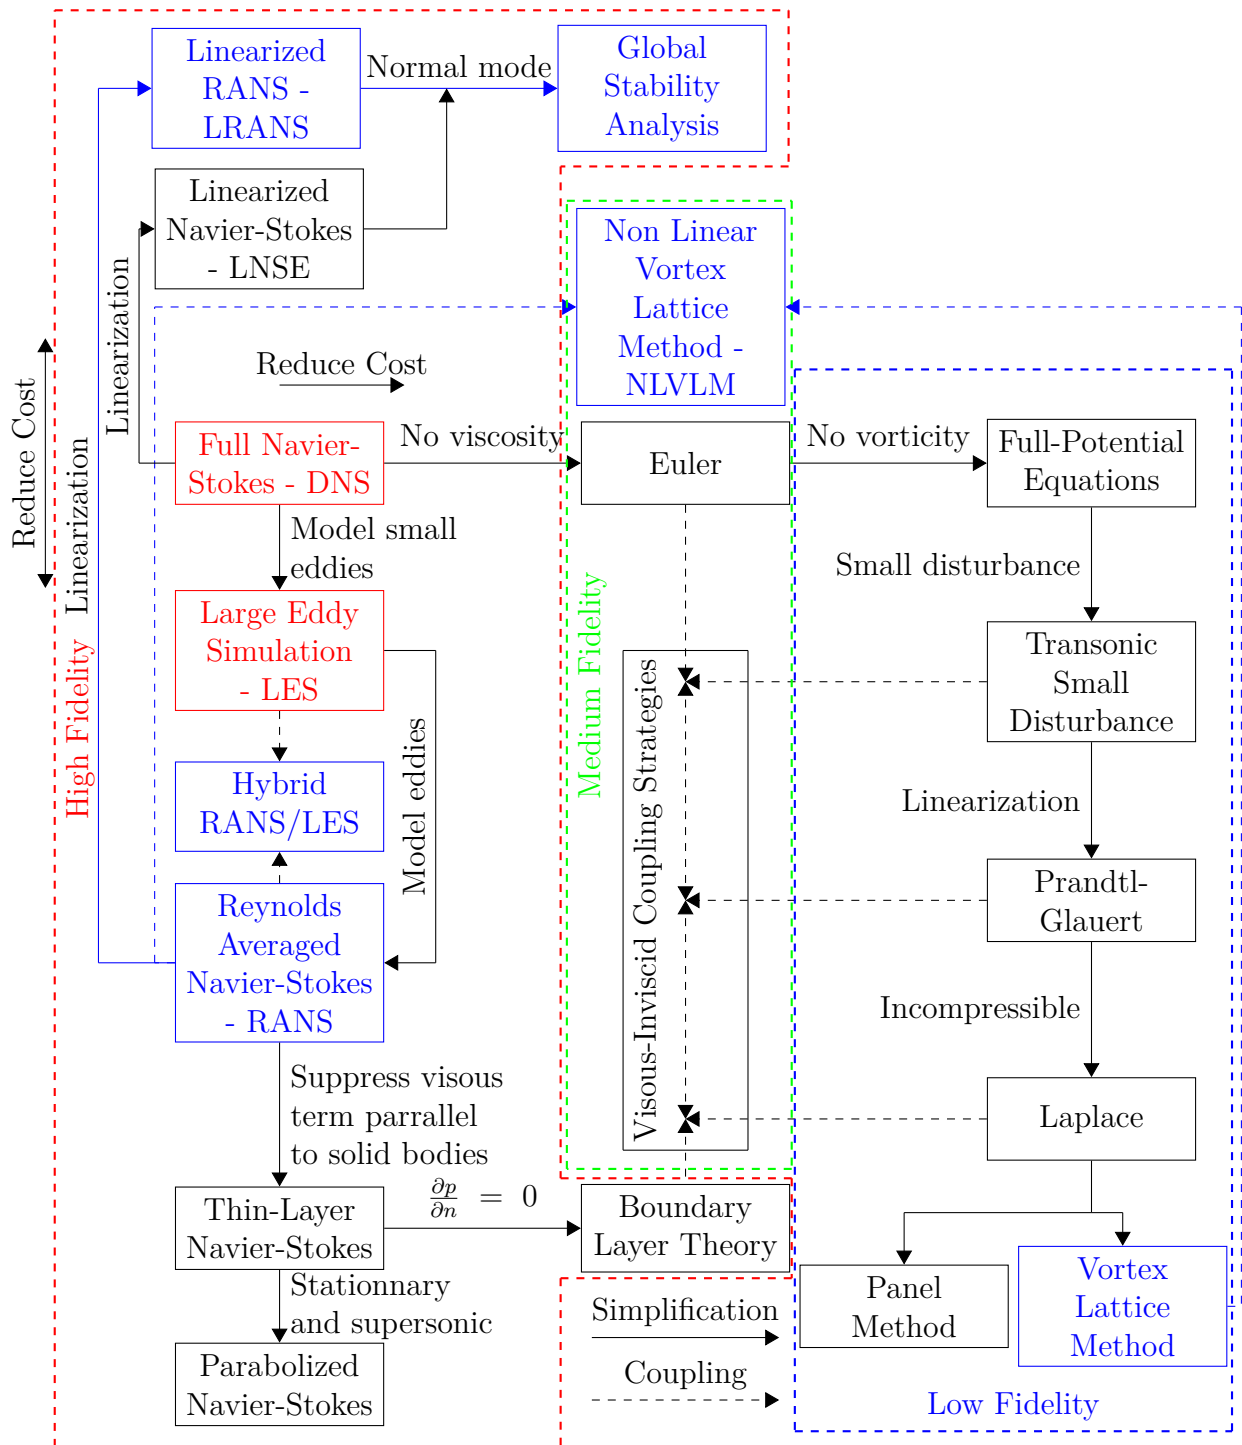 Linearized
RANS -
LRANS
Normal mode
Global
Stability
Analysis
Linearized
Navier-Stokes
- LNSE
Non Linear
Vortex
Lattice
Method -
NLVLM
Linearization
Reduce Cost
Reduce Cost
Linearization
High Fidelity
Full Navier-
Stokes - DNS
No viscosity
Euler
No vorticity
Full-Potential
Equations
Model small
eddies
Small disturbance
Large Eddy
Simulation
- LES
Model eddies
Medium Fidelity
Visous-Inviscid Coupling Strategies
Transonic
Small
Disturbance
Hybrid
RANS/LES
Linearization
Reynolds
Averaged
Navier-Stokes
- RANS
Prandtl-
Glauert
Incompressible
Suppress visous
term parrallel
to solid bodies
Laplace
Thin-Layer
Navier-Stokes
∂p/∂n = 0
Boundary
Layer Theory
Stationnary
and supersonic
Parabolized
Navier-Stokes
Simplification
Coupling
Panel
Method
Vortex
Lattice
Method
Low Fidelity